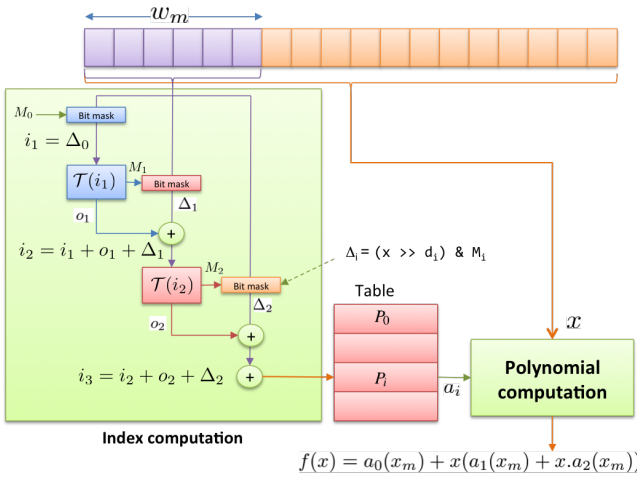 w_m
M_0
Bit mask
i_1 = Δ_0
T(i_1)
M_1
Bit mask
o_1
Δ_1
+
i_2 = i_1 + o_1 + Δ_1
T(i_2)
M_2
Bit mask
Δ_i = (x >> d_i) & M_i
o_2
Δ_2
+
i_3 = i_2 + o_2 + Δ_2
+
Index computation
Table
P_0
P_i
a_i
x
Polynomial
computation
f(x) = a_0(x_m) + x(a_1(x_m) + x.a_2(x_m))